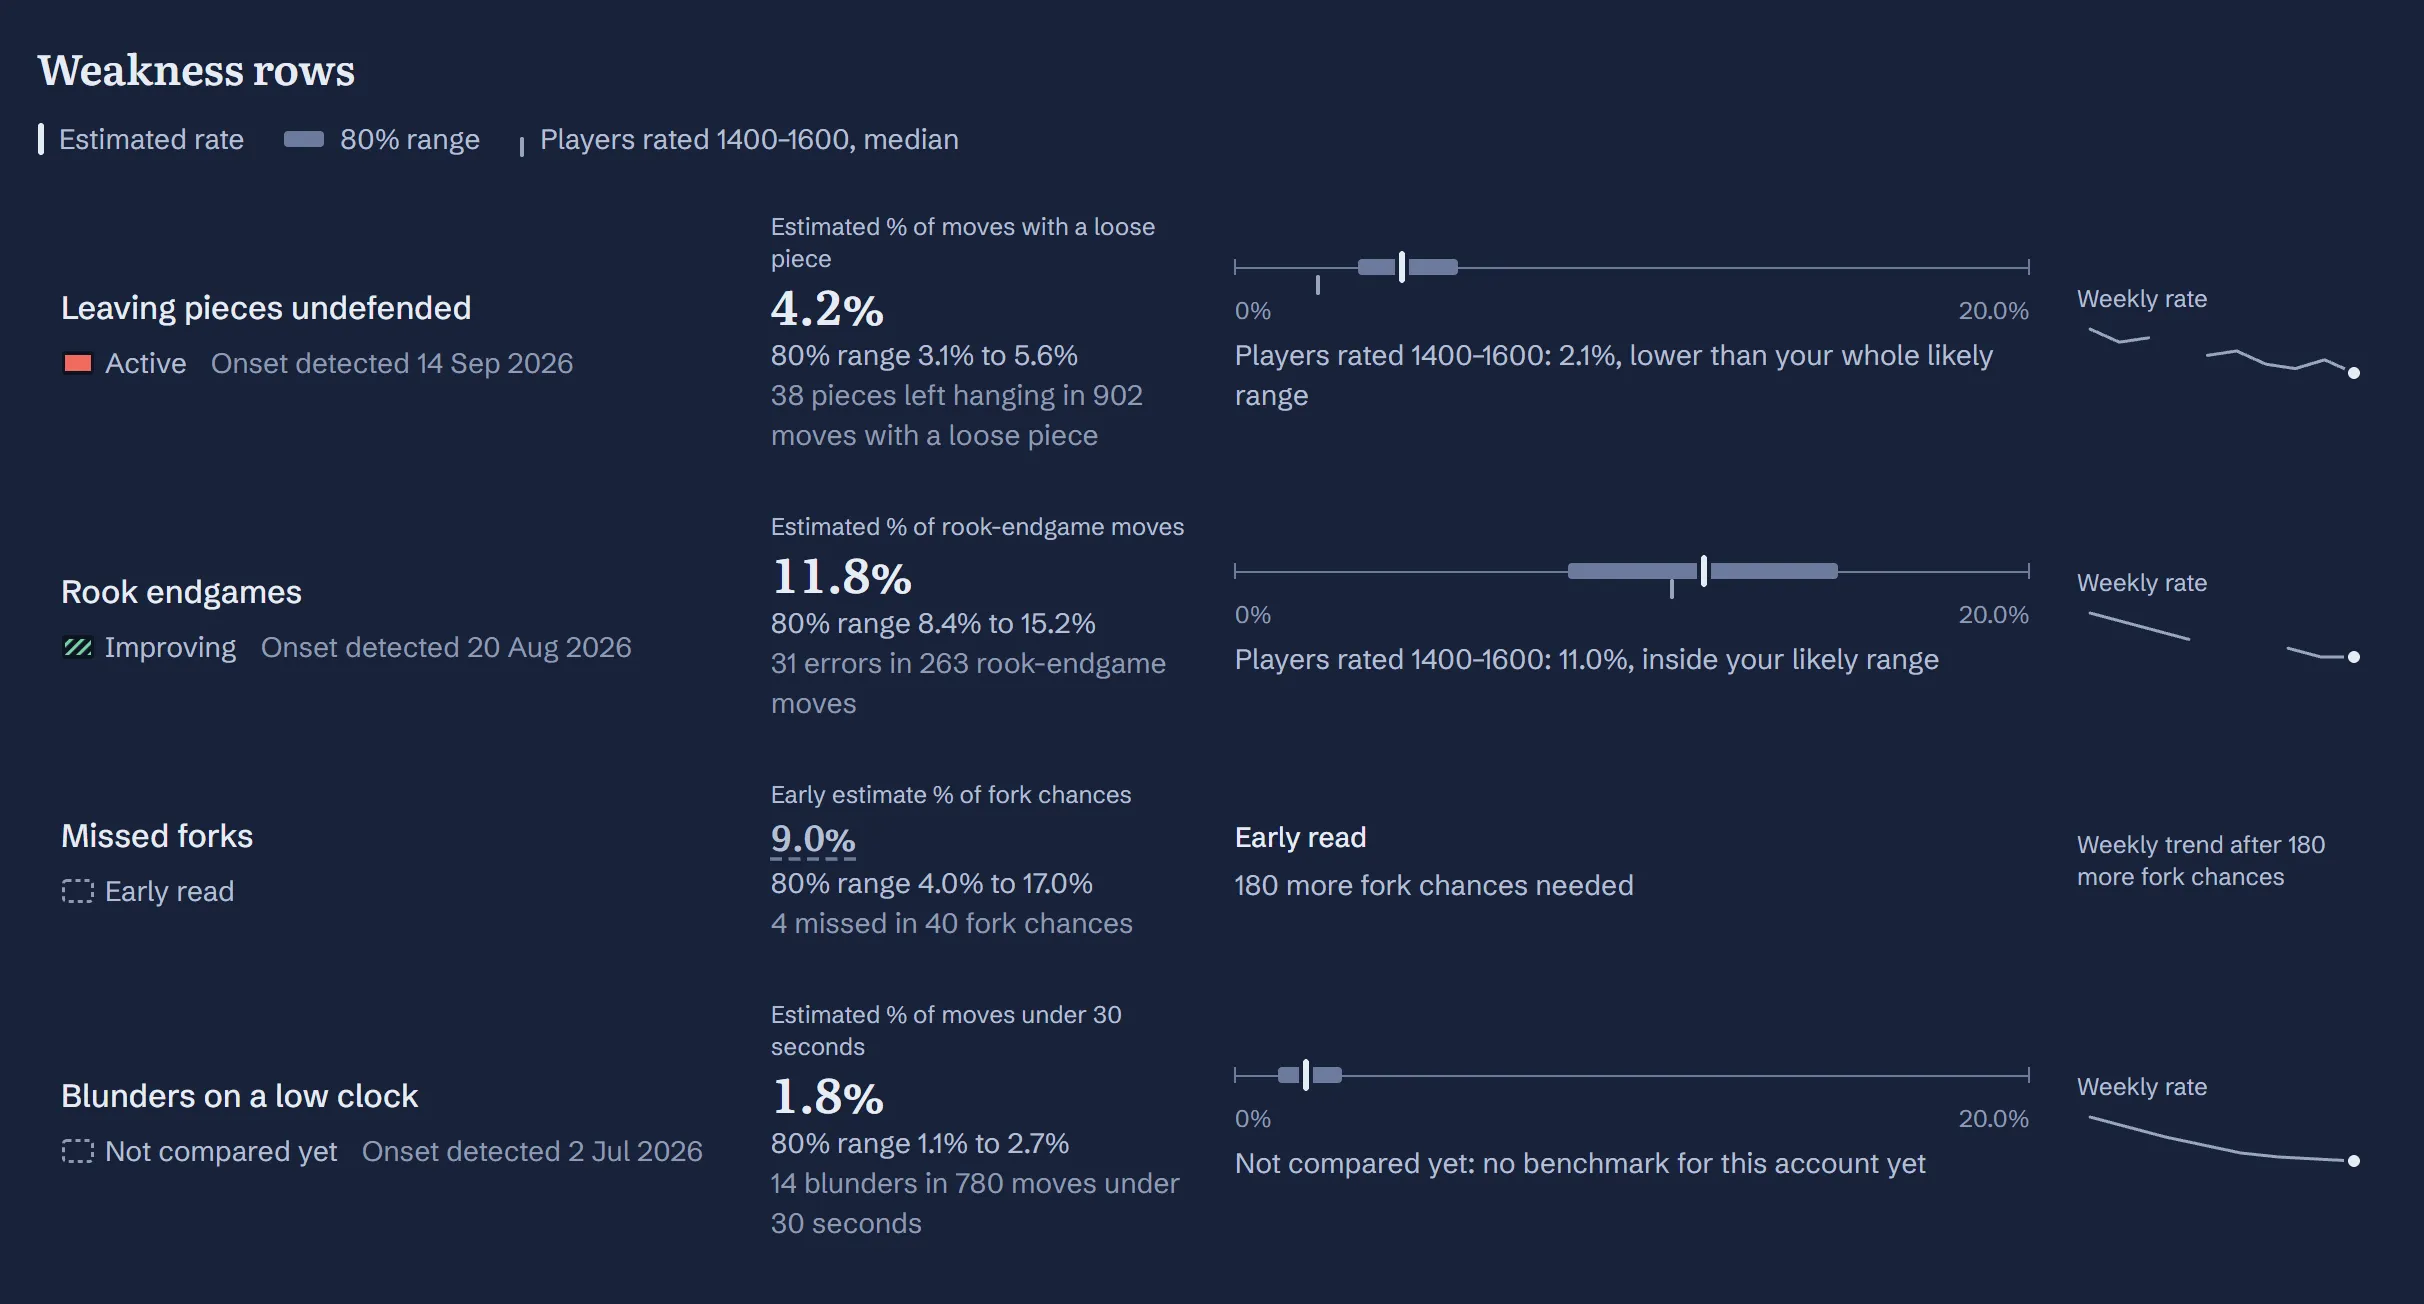 Weakness rows
Estimated rate
80% range
Players rated 1400–1600, median
Leaving pieces undefended
Active
Onset detected 14 Sep 2026
Estimated % of moves with a loose
piece
4.2%
80% range 3.1% to 5.6%
38 pieces left hanging in 902
moves with a loose piece
0%
20.0%
Players rated 1400–1600: 2.1%, lower than your whole likely
range
Weekly rate
Rook endgames
Improving
Onset detected 20 Aug 2026
Estimated % of rook-endgame moves
11.8%
80% range 8.4% to 15.2%
31 errors in 263 rook-endgame
moves
0%
20.0%
Players rated 1400–1600: 11.0%, inside your likely range
Weekly rate
Missed forks
Early read
Early estimate % of fork chances
9.0%
80% range 4.0% to 17.0%
4 missed in 40 fork chances
Early read
180 more fork chances needed
Weekly trend after 180
more fork chances
Blunders on a low clock
Not compared yet
Onset detected 2 Jul 2026
Estimated % of moves under 30
seconds
1.8%
80% range 1.1% to 2.7%
14 blunders in 780 moves under
30 seconds
0%
20.0%
Not compared yet: no benchmark for this account yet
Weekly rate